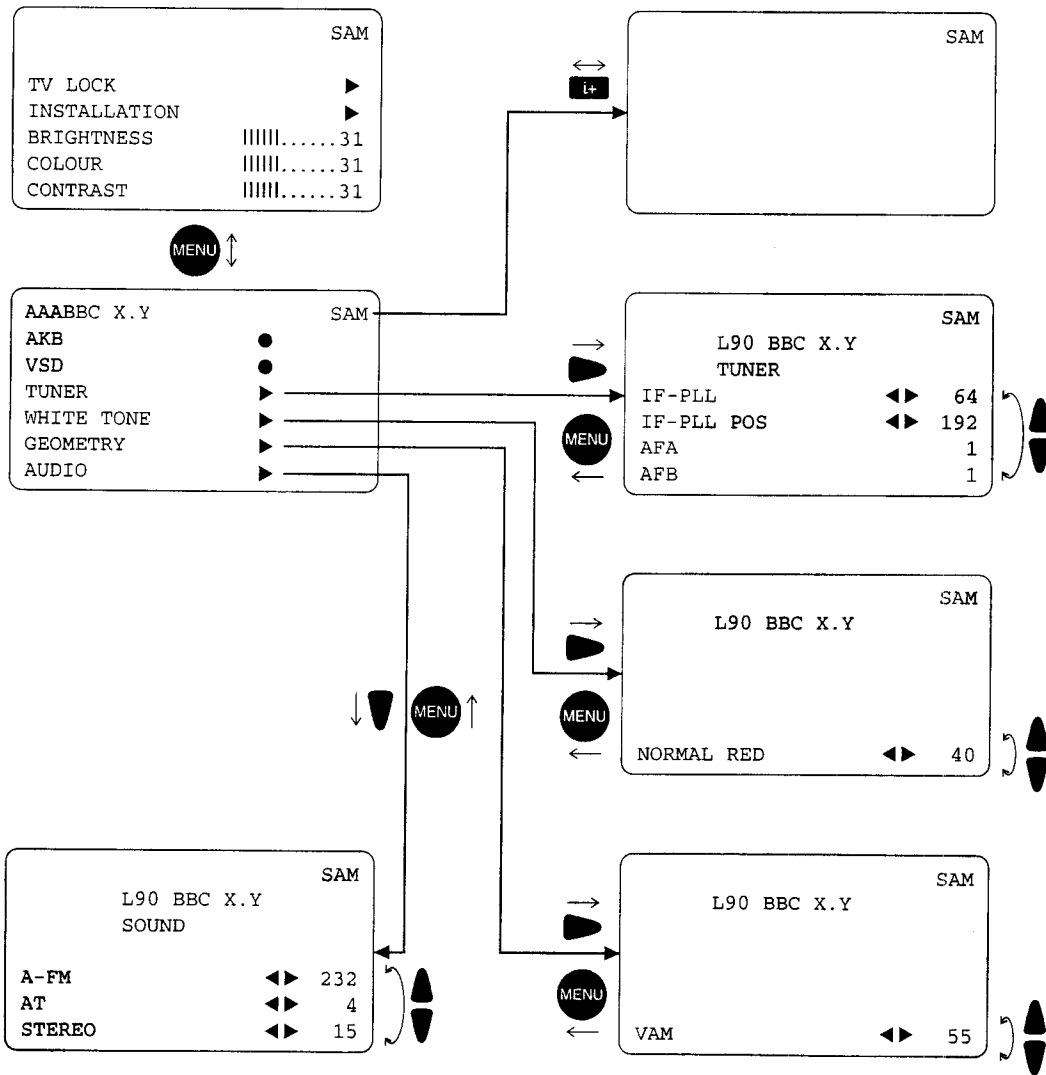 SAM
TV LOCK ▶
INSTALLATION ▶
BRIGHTNESS ||||||......31
COLOUR ||||||......31
CONTRAST ||||||......31
MENU
AAABBC X.Y SAM
AKB ●
VSD ●
TUNER ▶
WHITE TONE ▶
GEOMETRY ▶
AUDIO ▶
i+
SAM
SAM
L90 BBC X.Y
TUNER
IF-PLL ◀▶ 64
IF-PLL POS ◀▶ 192
AFA 1
AFB 1
MENU
SAM
L90 BBC X.Y
NORMAL RED ◀▶ 40
MENU
MENU
SAM
L90 BBC X.Y
SOUND
A-FM ◀▶ 232
AT ◀▶ 4
STEREO ◀▶ 15
SAM
L90 BBC X.Y
VAM ◀▶ 55
MENU